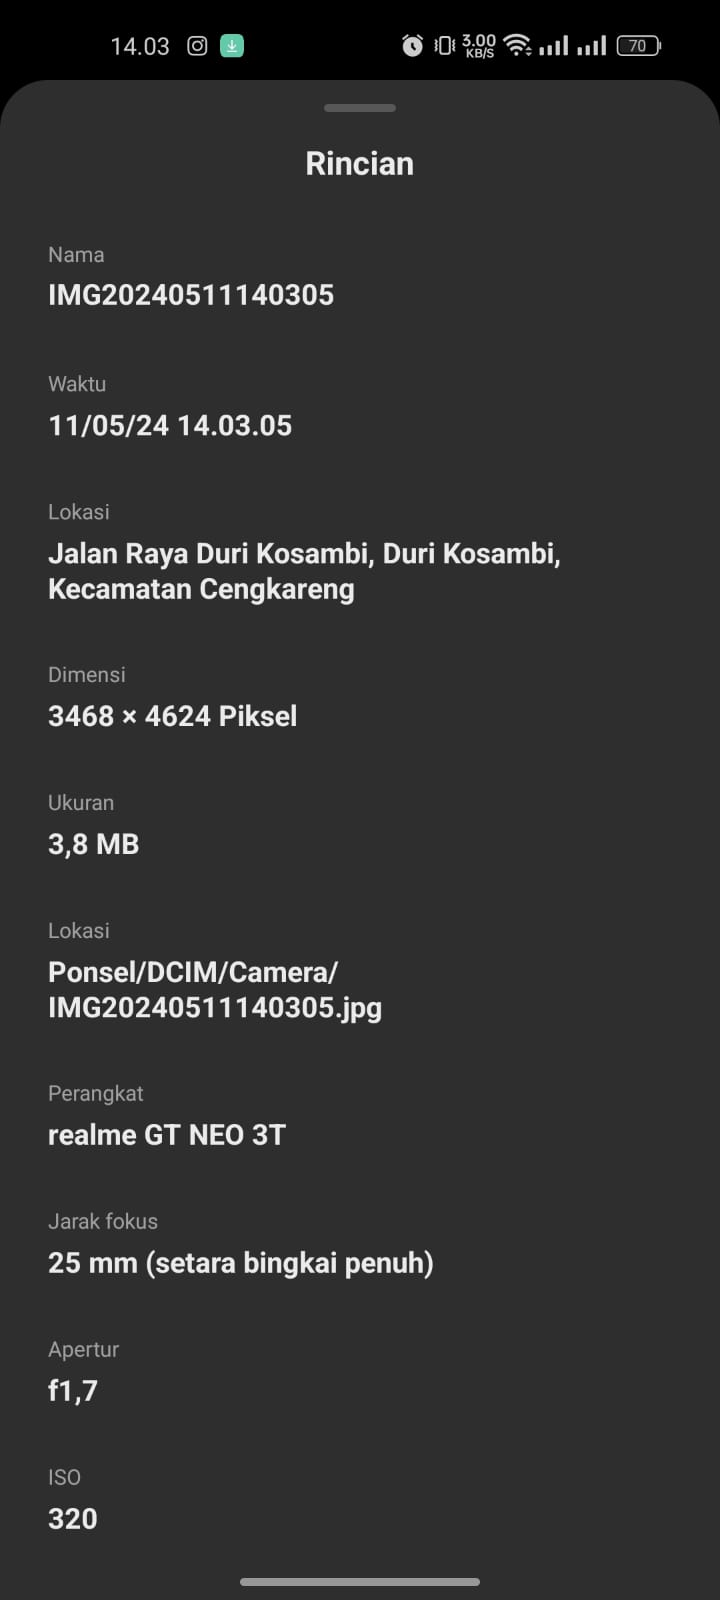 14.03 3.00 KB/S 70
Rincian
Nama
IMG20240511140305
Waktu
11/05/24 14.03.05
Lokasi
Jalan Raya Duri Kosambi, Duri Kosambi,
Kecamatan Cengkareng
Dimensi
3468 × 4624 Piksel
Ukuran
3,8 MB
Lokasi
Ponsel/DCIM/Camera/
IMG20240511140305.jpg
Perangkat
realme GT NEO 3T
Jarak fokus
25 mm (setara bingkai penuh)
Apertur
f1,7
ISO
320